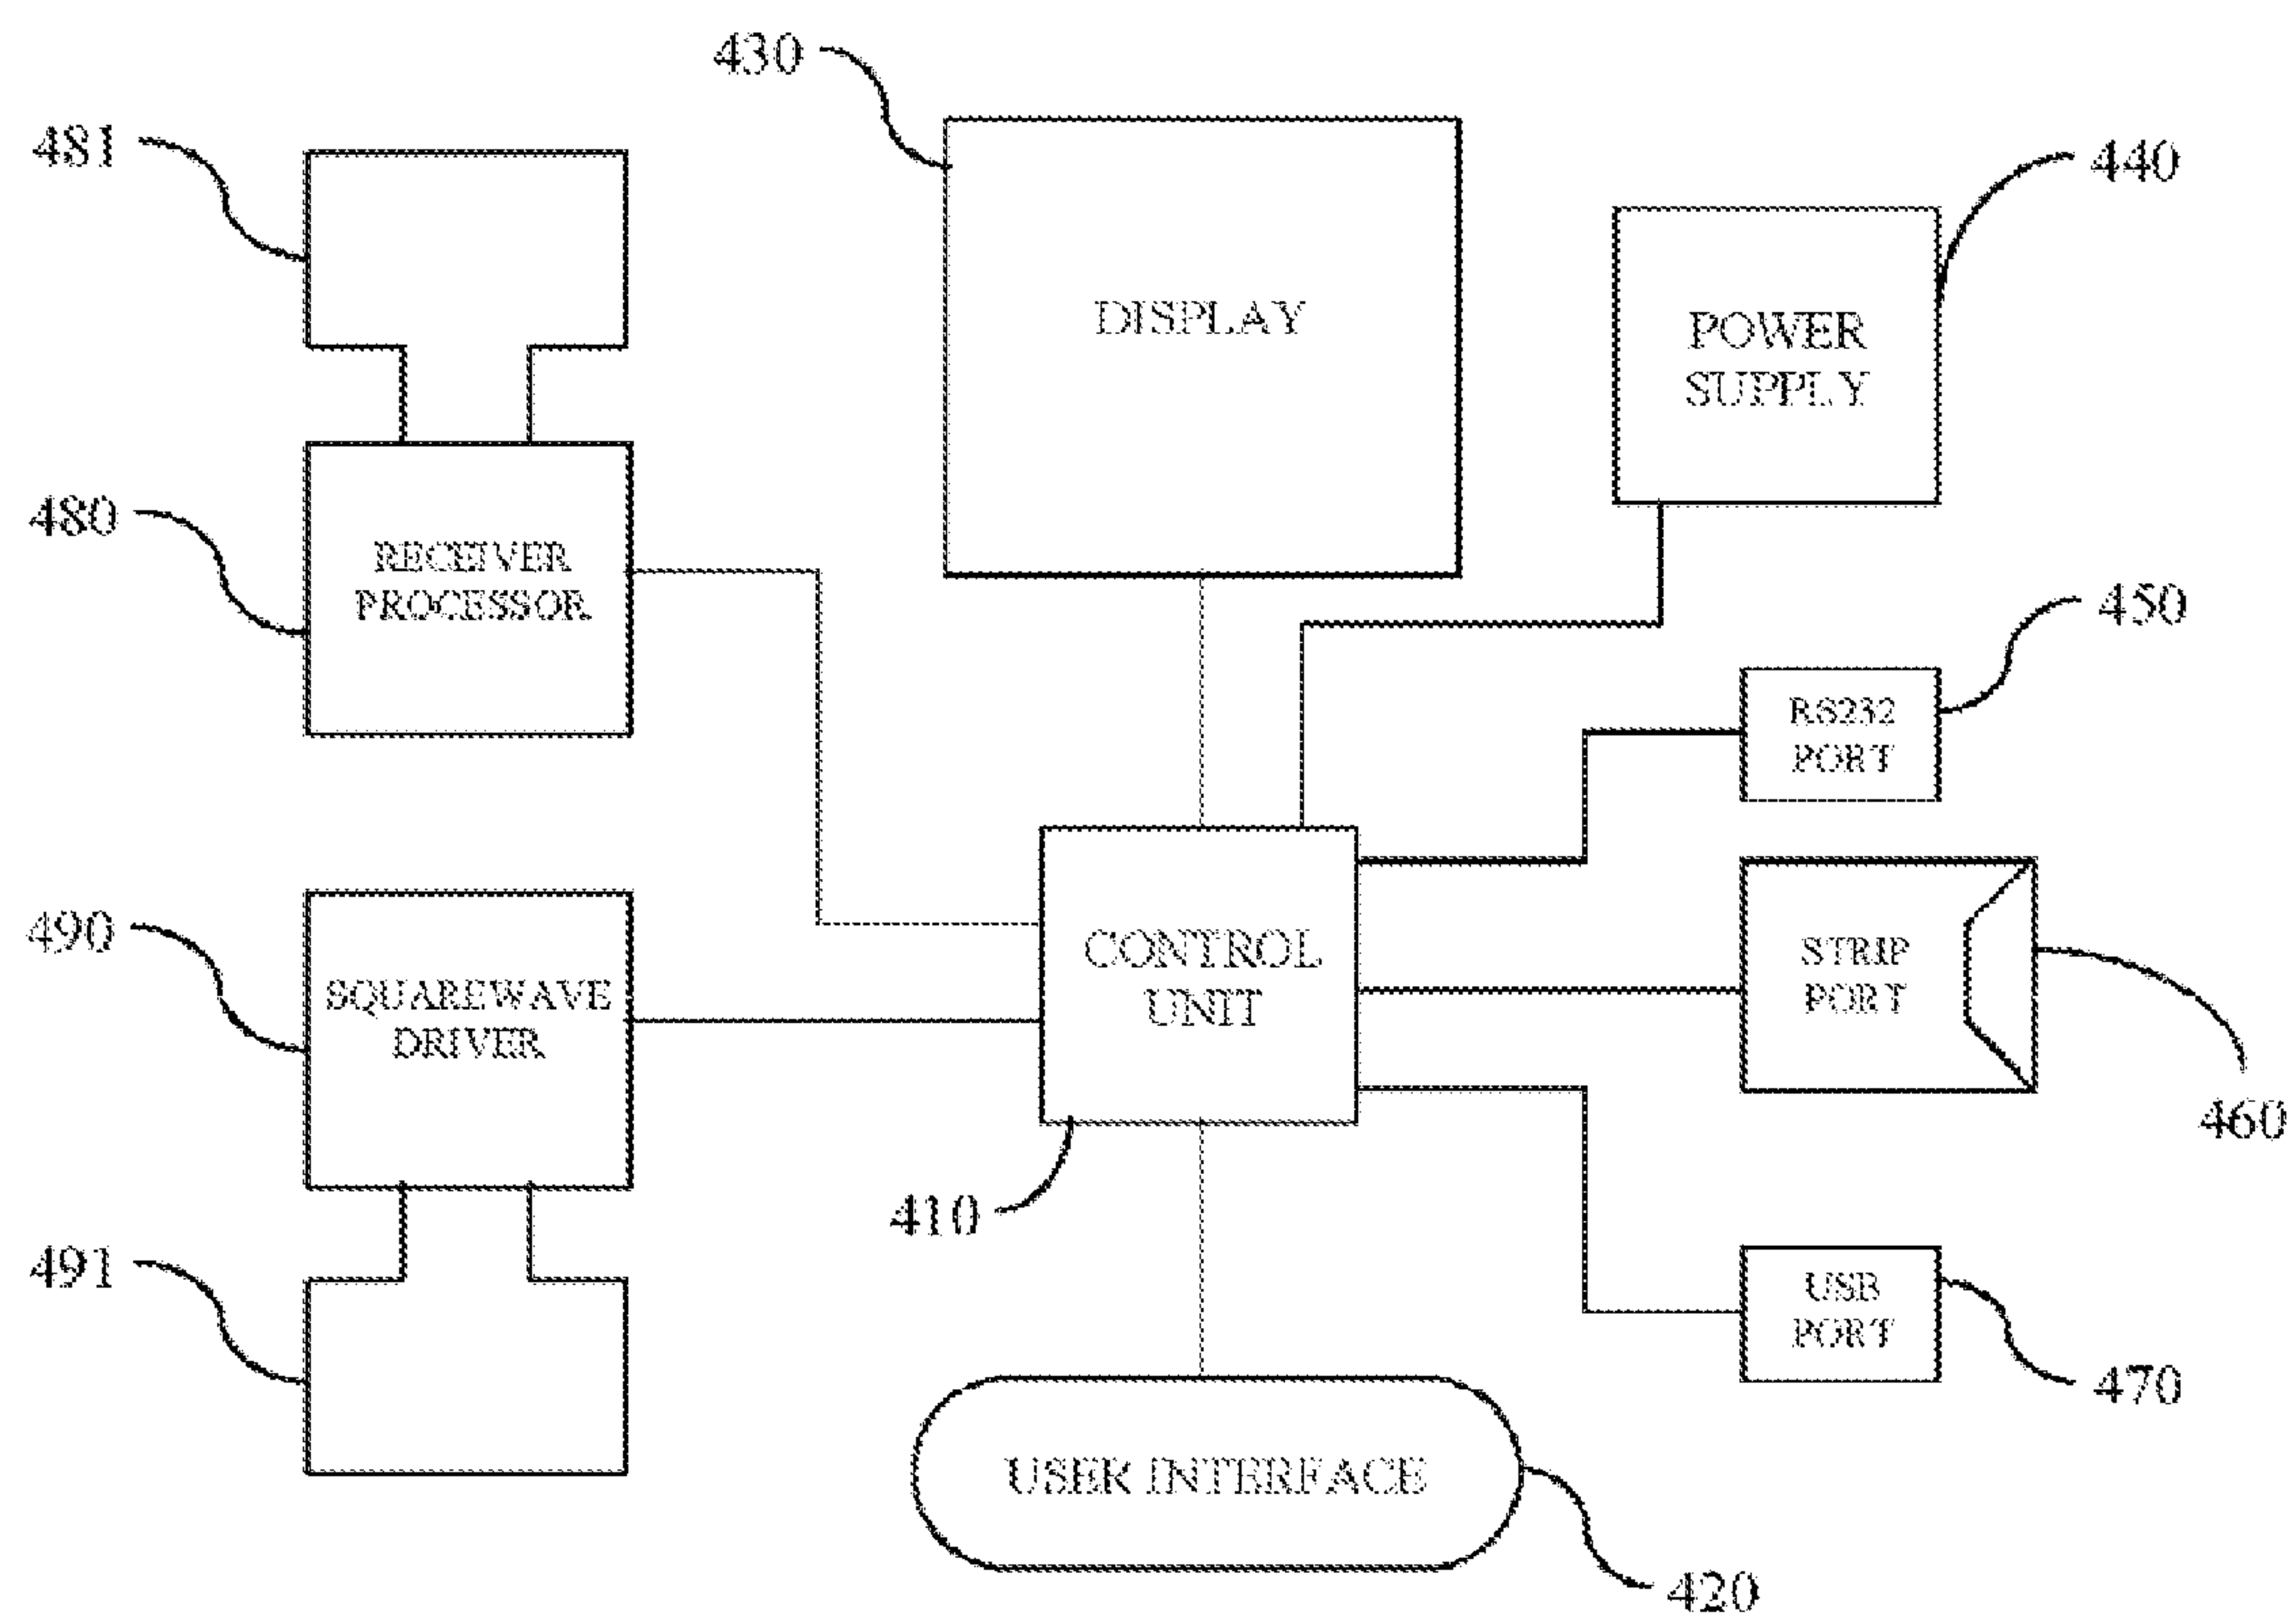 430
481
440
DISPLAY
POWER
SUPPLY
480
RECEIVER
PROCESSOR
450
RS232
PORT
490
SQUAREWAVE
DRIVER
CONTROL
UNIT
STRIP
PORT
460
410
491
USB
PORT
470
USER INTERFACE
420